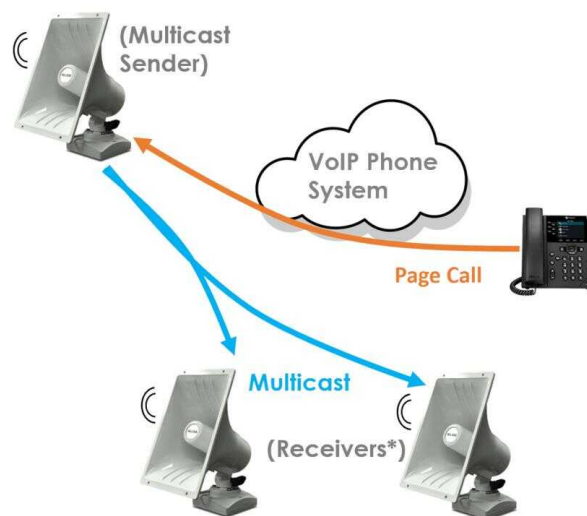 (Multicast
Sender)
VoIP Phone
System
Page Call
Multicast
(Receivers*)